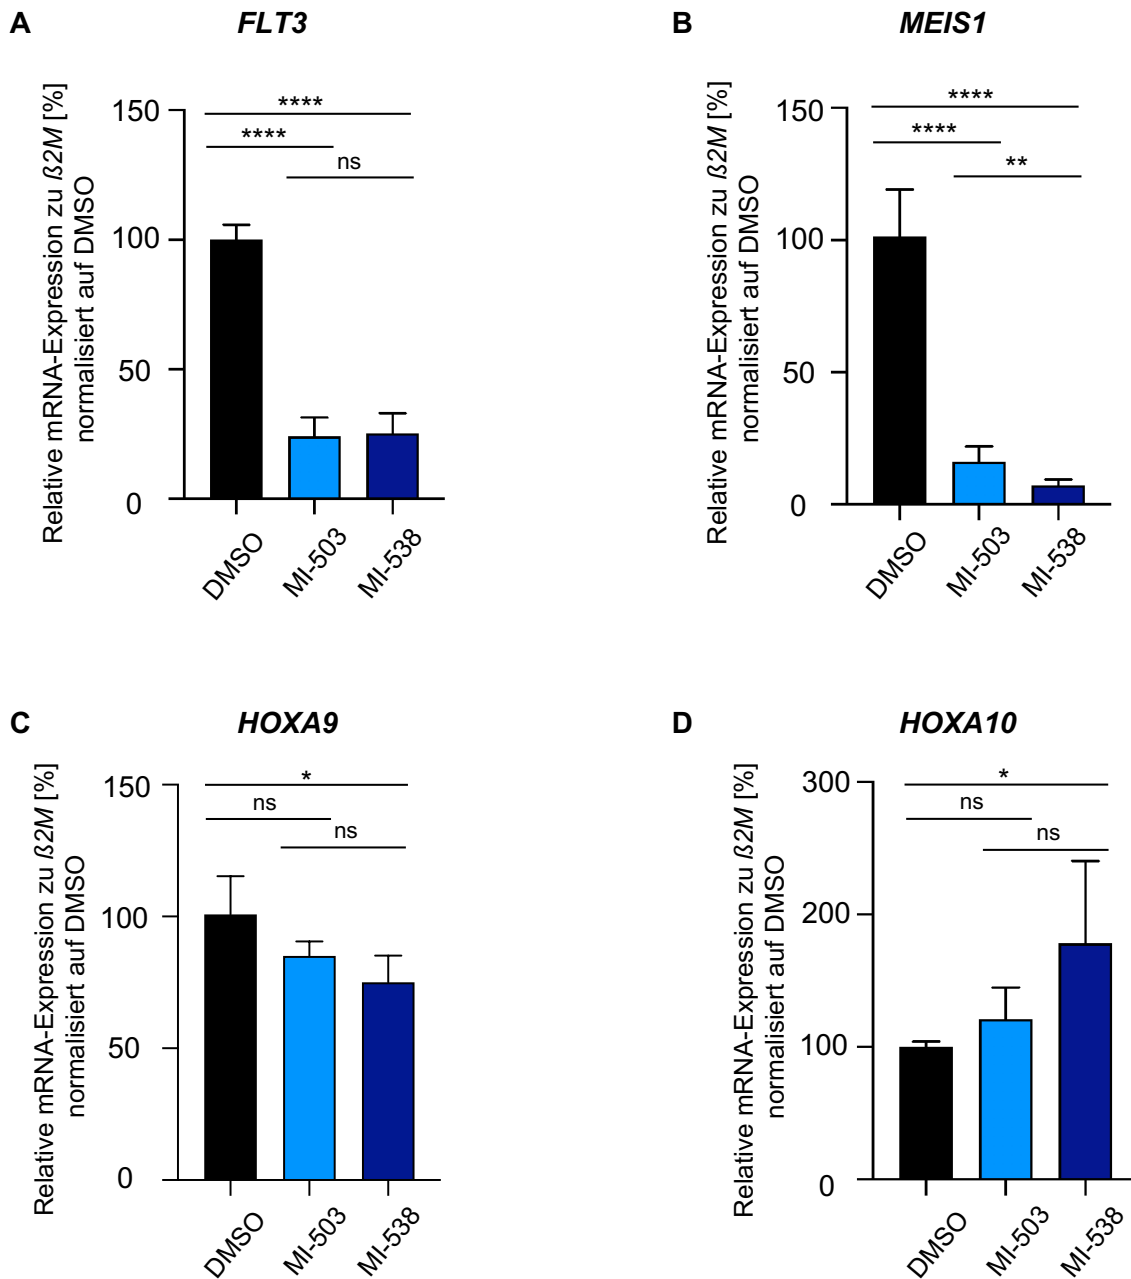 A
FLT3
Relative mRNA-Expression zu ß2M [%]
normalisiert auf DMSO
150
100
50
0
****
****
ns
DMSO
MI-503
MI-538
B
MEIS1
Relative mRNA-Expression zu ß2M [%]
normalisiert auf DMSO
150
100
50
0
****
****
**
DMSO
MI-503
MI-538
C
HOXA9
Relative mRNA-Expression zu ß2M [%]
normalisiert auf DMSO
150
100
50
0
*
ns
ns
DMSO
MI-503
MI-538
D
HOXA10
Relative mRNA-Expression zu ß2M [%]
normalisiert auf DMSO
300
200
100
0
*
ns
ns
DMSO
MI-503
MI-538